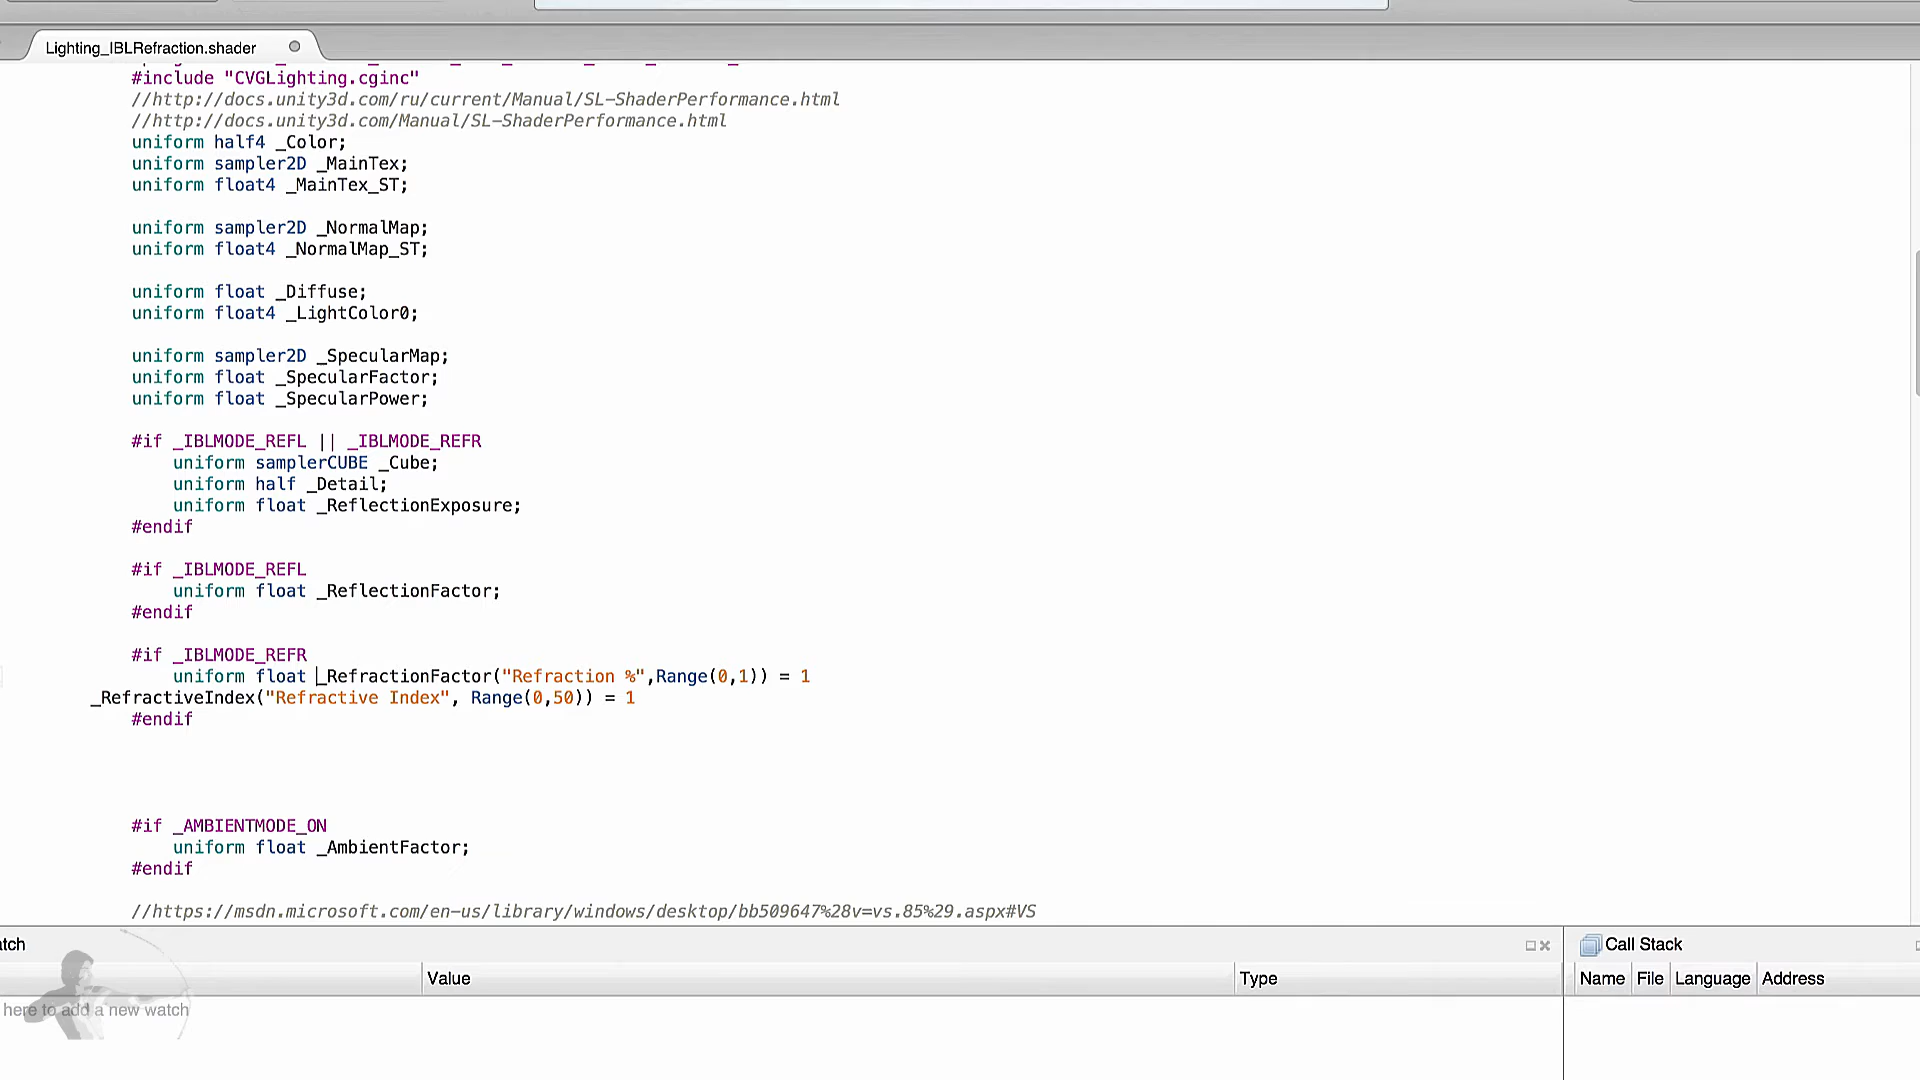 Lighting_IBLRefraction.shader
#include "CVGLighting.cginc"
//http://docs.unity3d.com/ru/current/Manual/SL-ShaderPerformance.html
//http://docs.unity3d.com/Manual/SL-ShaderPerformance.html
uniform half4 _Color;
uniform sampler2D _MainTex;
uniform float4 _MainTex_ST;
uniform sampler2D _NormalMap;
uniform float4 _NormalMap_ST;
uniform float _Diffuse;
uniform float4 _LightColor0;
uniform sampler2D _SpecularMap;
uniform float _SpecularFactor;
uniform float _SpecularPower;
#if _IBLMODE_REFL || _IBLMODE_REFR
uniform samplerCUBE _Cube;
uniform half _Detail;
uniform float _ReflectionExposure;
#endif
#if _IBLMODE_REFL
uniform float _ReflectionFactor;
#endif
#if _IBLMODE_REFR
uniform float _RefractionFactor("Refraction %",Range(0,1)) = 1
_RefractiveIndex("Refractive Index", Range(0,50)) = 1
#endif
#if _AMBIENTMODE_ON
uniform float _AmbientFactor;
#endif
//https://msdn.microsoft.com/en-us/library/windows/desktop/bb509647%28v=vs.85%29.aspx#VS
atch
Call Stack
Value
Type
Name File Language Address
here to add a new watch